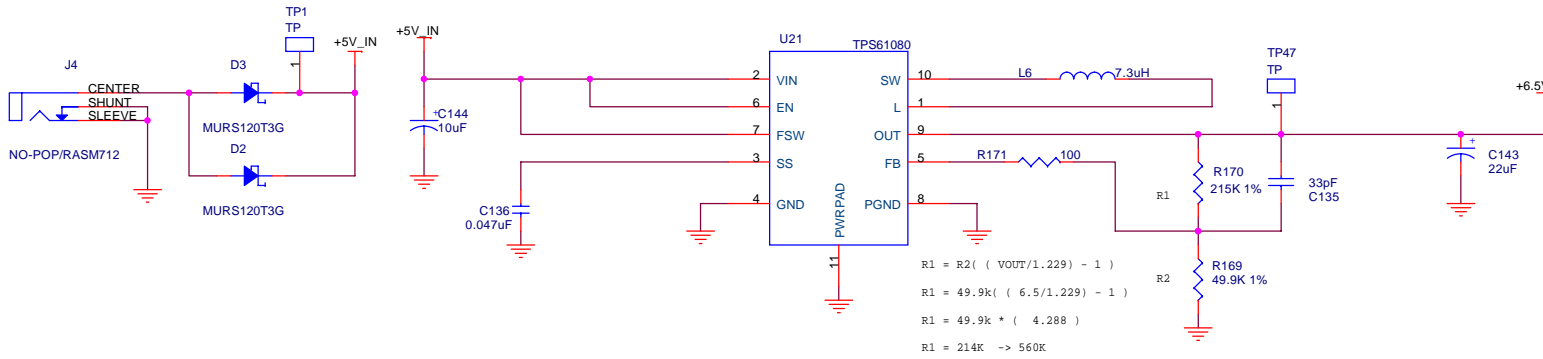 J4
CENTER
SHUNT
SLEEVE
NO-POP/RASM712
D3
MURS120T3G
D2
MURS120T3G
TP1
TP
1
+5V_IN
+5V_IN
+
C144
10uF
C136
0.047uF
U21
TPS61080
2 VIN
6 EN
7 FSW
3 SS
4 GND
PWRPAD
11
SW 10
L 1
OUT 9
FB 5
PGND 8
L6 7.3uH
R171 100
TP47
TP
1
R1
R170
215K 1%
33pF
C135
R2
R169
49.9K 1%
+
C143
22uF
+6.5V
R1 = R2( ( VOUT/1.229) - 1 )
R1 = 49.9k( ( 6.5/1.229) - 1 )
R1 = 49.9k * ( 4.288 )
R1 = 214K -> 560K